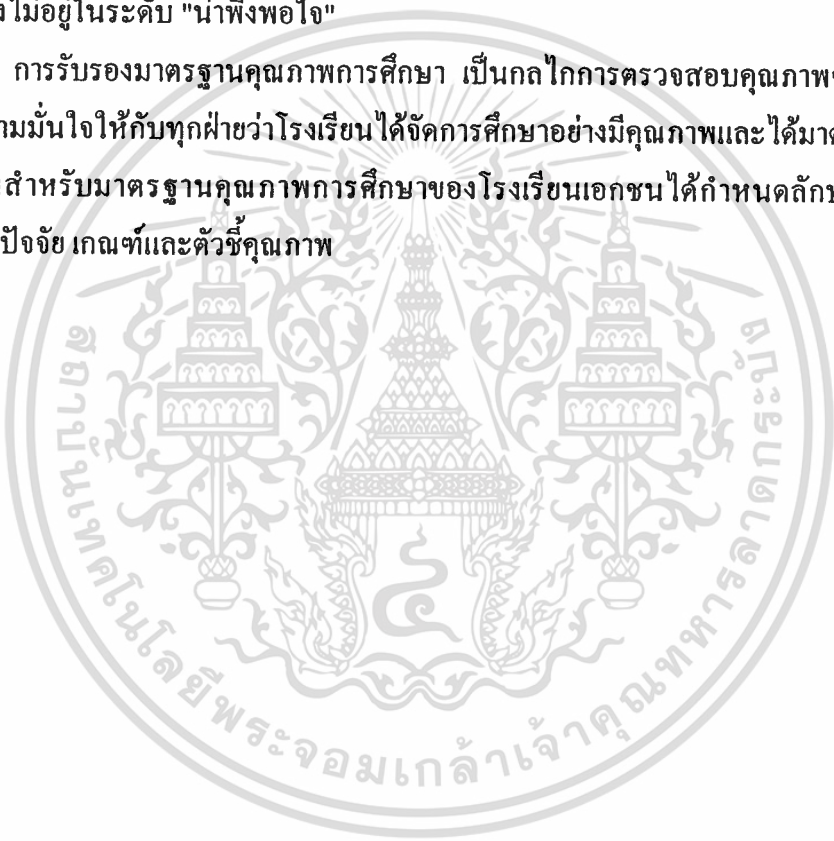 ไม่อยู่ในระดับ "น่าพึงพอใจ"
การรับรองมาตรฐานคุณภาพการศึกษา เป็นกลไกการตรวจสอบคุณภาพ
ามมั่นใจให้กับทุกฝ่ายว่าโรงเรียนได้จัดการศึกษาอย่างมีคุณภาพและได้มาต
สำหรับมาตรฐานคุณภาพการศึกษาของโรงเรียนเอกชนได้กำหนดลักษ
ปัจจัย เกณฑ์และตัวชี้คุณภาพ
สถาบันเทคโนโลยีพระจอมเกล้าเจ้าคุณทหารลาดกระบัง